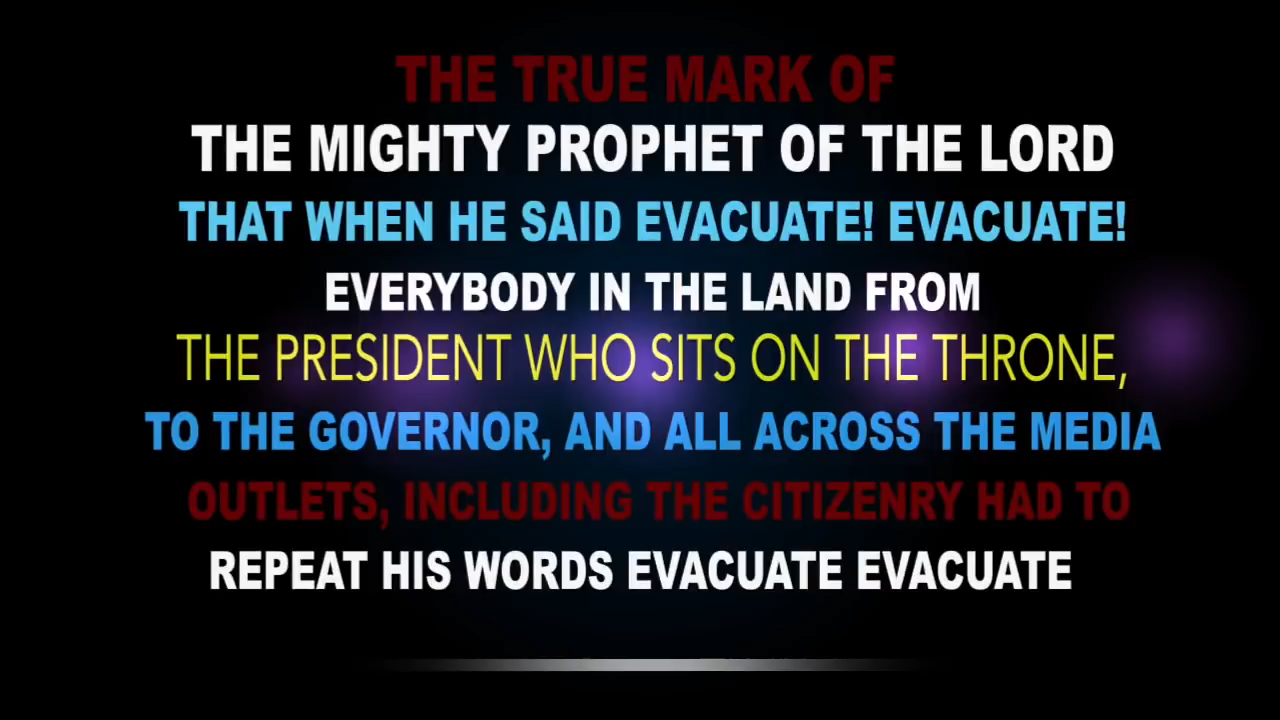 THE TRUE MARK OF
THE MIGHTY PROPHET OF THE LORD
THAT WHEN HE SAID EVACUATE! EVACUATE!
EVERYBODY IN THE LAND FROM
THE PRESIDENT WHO SITS ON THE THRONE,
TO THE GOVERNOR, AND ALL ACROSS THE MEDIA
OUTLETS, INCLUDING THE CITIZENRY HAD TO
REPEAT HIS WORDS EVACUATE EVACUATE